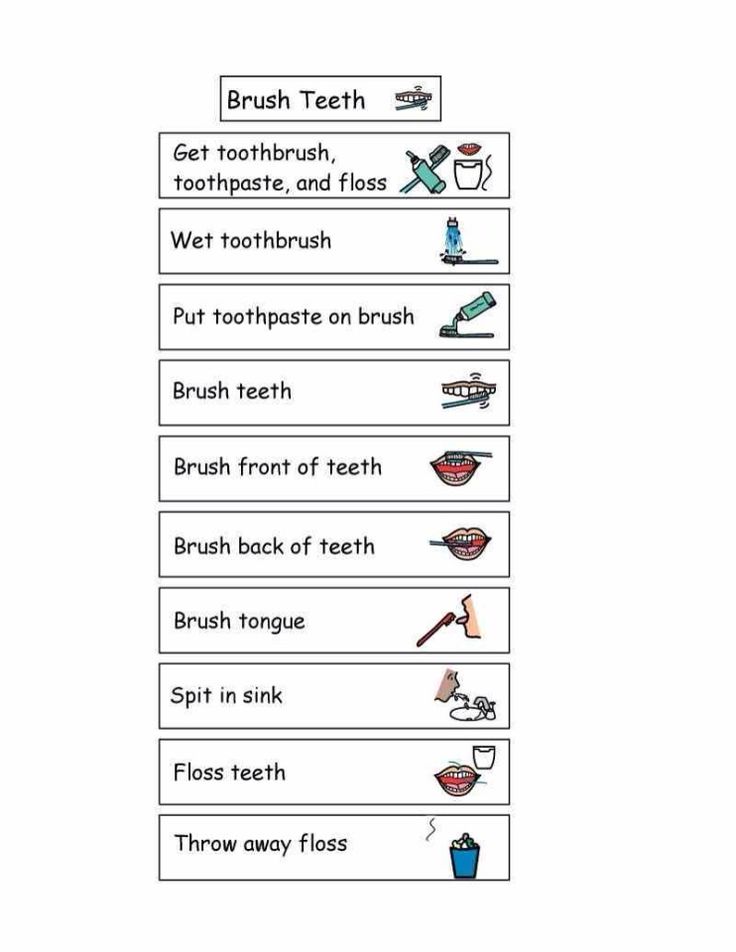 Brush Teeth
Get toothbrush,
toothpaste, and floss
Wet toothbrush
Put toothpaste on brush
Brush teeth
Brush front of teeth
Brush back of teeth
Brush tongue
Spit in sink
Floss teeth
Throw away floss